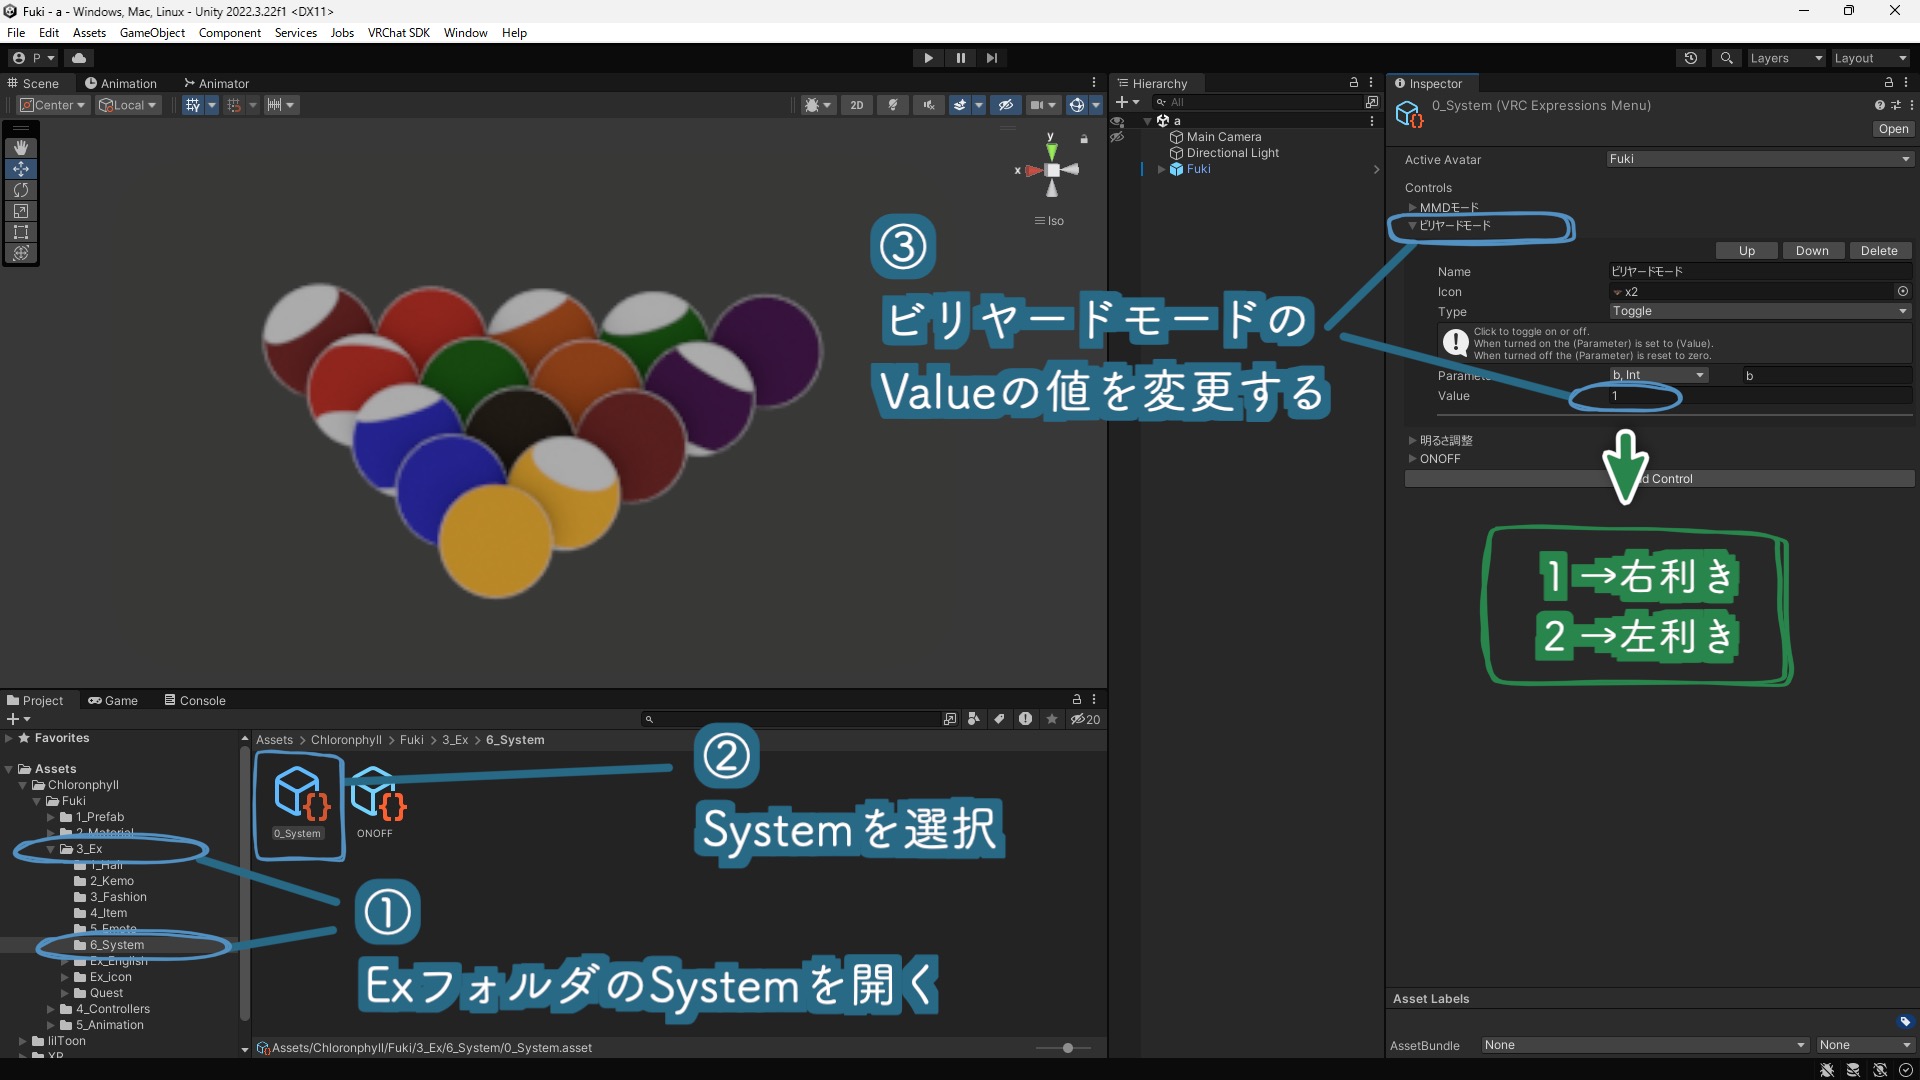 Fuki - a - Windows, Mac, Linux - Unity 2022.3.22f1 <DX11>
File Edit Assets GameObject Component Services Jobs VRChat SDK Window Help
P
Layers
Layout
Scene
Animation
Animator
Center
Local
2D
y
x
Iso
Hierarchy
All
a
Main Camera
Directional Light
Fuki
Inspector
0_System (VRC Expressions Menu)
Open
Active Avatar
Fuki
Controls
MMDモード
ビリヤードモード
Up
Down
Delete
Name
ビリヤードモード
Icon
x2
Type
Toggle
Click to toggle on or off.
When turned on the (Parameter) is set to (Value).
When turned off the (Parameter) is reset to zero.
b, Int
b
Value
1
明るさ調整
ONOFF
Control
③
ビリヤードモードの
Valueの値を変更する
1→右利き
2→左利き
Project
Game
Console
20
Favorites
Assets
Chloronphyll
Fuki
1_Prefab
2_Material
3_Ex
1_Hair
2_Kemo
3_Fashion
4_Item
5_Emote
6_System
Ex_English
Ex_icon
Quest
4_Controllers
5_Animation
lilToon
XR
Assets > Chloronphyll > Fuki > 3_Ex > 6_System
0_System
ONOFF
②
Systemを選択
①
ExフォルダのSystemを開く
Assets/Chloronphyll/Fuki/3_Ex/6_System/0_System.asset
Asset Labels
AssetBundle
None
None